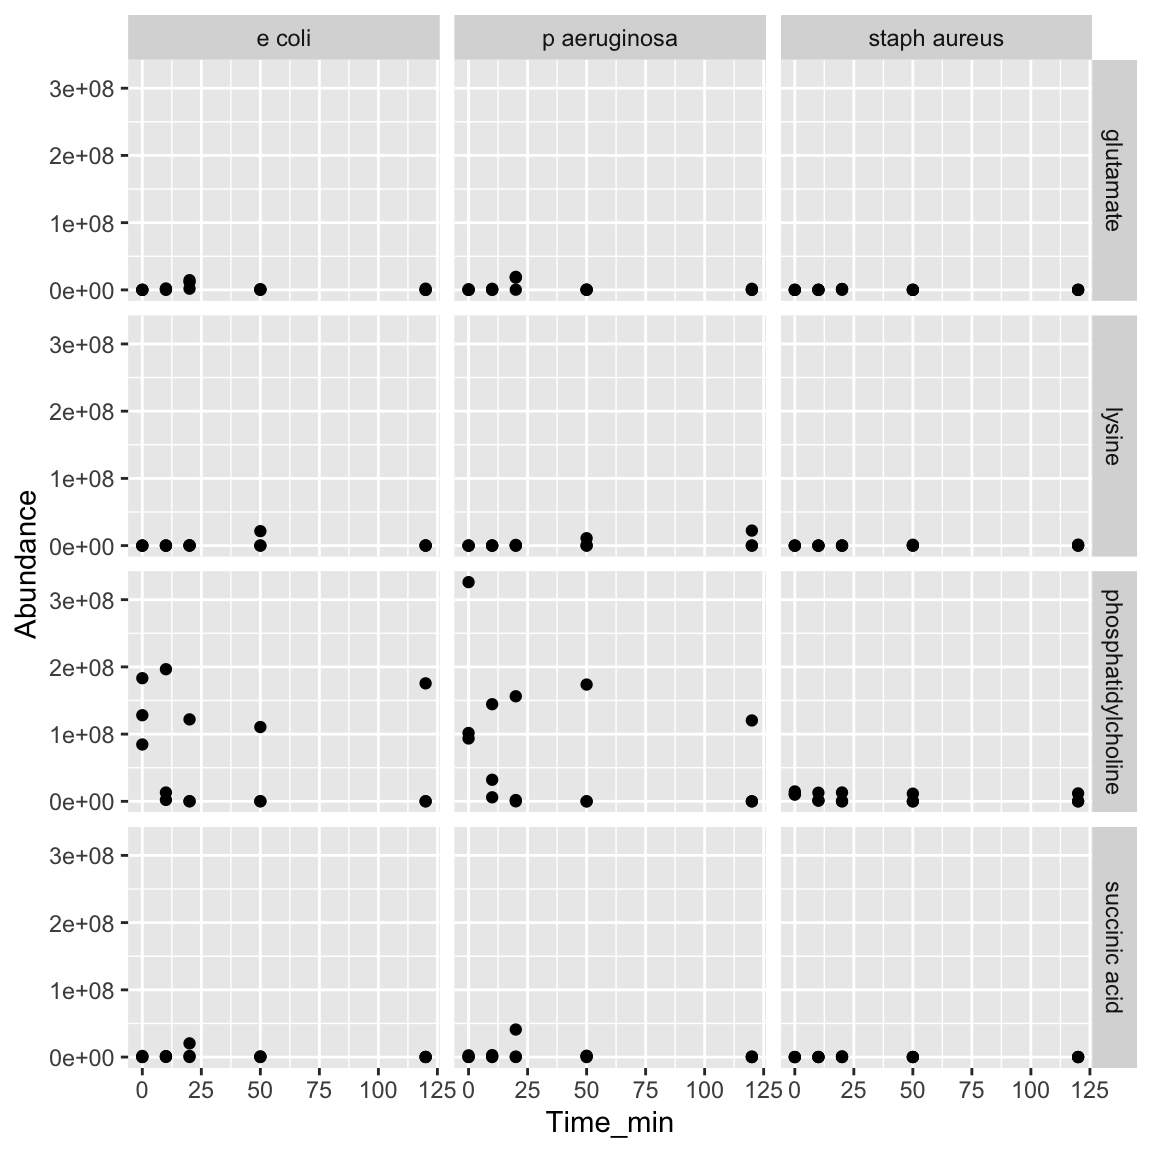 e coli
p aeruginosa
staph aureus
3e+08
2e+08
1e+08
0e+00
glutamate
3e+08
2e+08
1e+08
0e+00
lysine
3e+08
2e+08
1e+08
0e+00
phosphatidylcholine
3e+08
2e+08
1e+08
0e+00
succinic acid
0 25 50 75 100 125
0 25 50 75 100 125
0 25 50 75 100 125
Time_min
Abundance